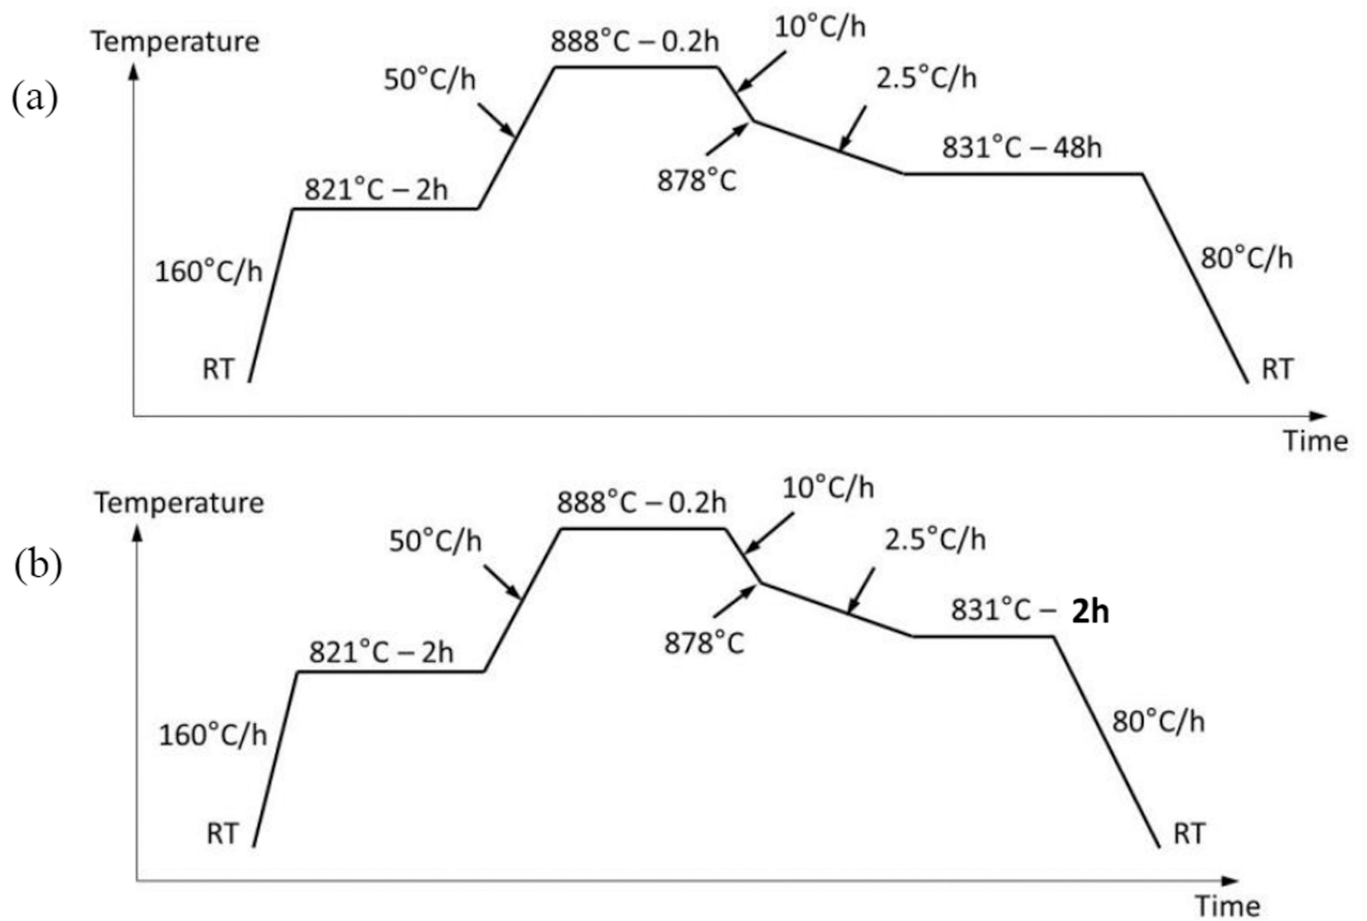 (a)
Temperature
888°C – 0.2h
10°C/h
50°C/h
2.5°C/h
878°C
831°C – 48h
821°C – 2h
160°C/h
80°C/h
RT
RT
Time
(b)
Temperature
888°C – 0.2h
10°C/h
50°C/h
2.5°C/h
878°C
831°C – 2h
821°C – 2h
160°C/h
80°C/h
RT
RT
Time